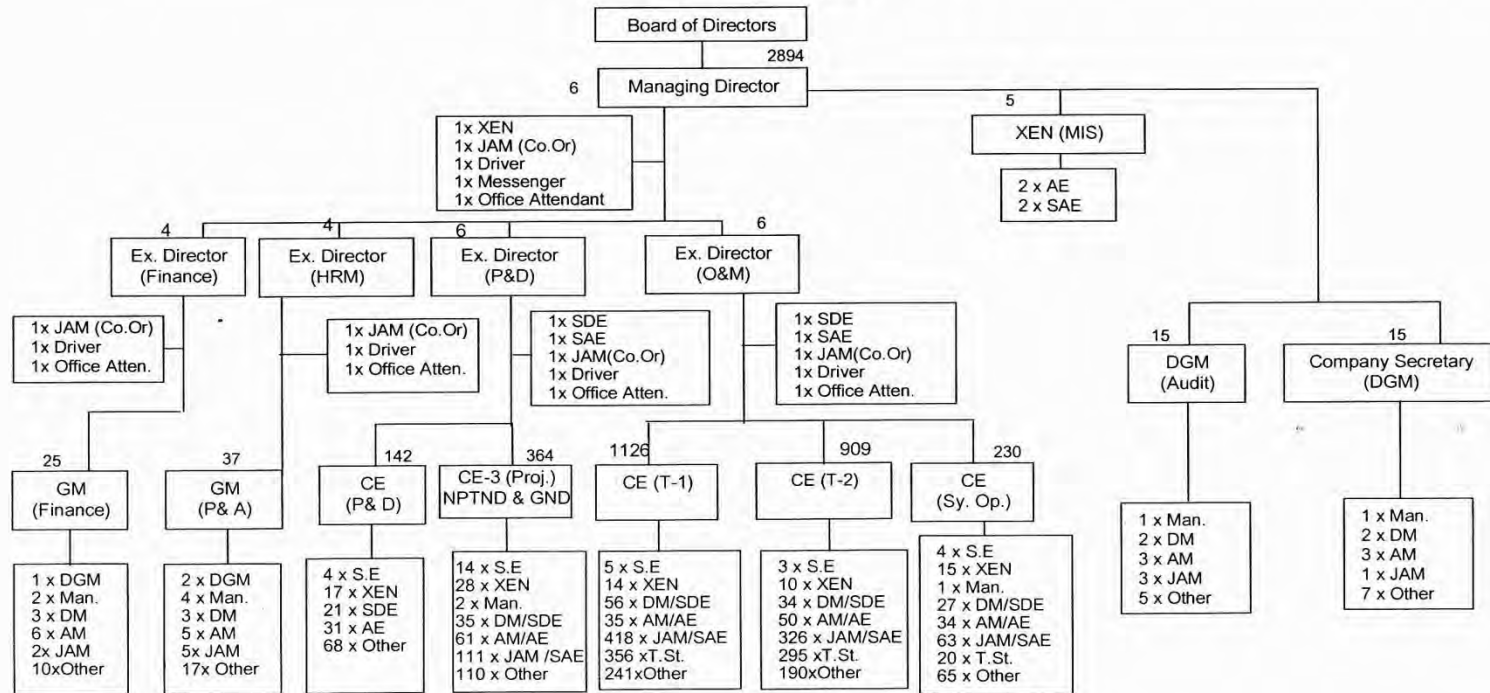 Board of Directors
2894
Managing Director
6
1x XEN
1x JAM (Co.Or)
1x Driver
1x Messenger
1x Office Attendant
5
XEN (MIS)
2 x AE
2 x SAE
4
Ex. Director
(Finance)
4
Ex. Director
(HRM)
6
Ex. Director
(P&D)
6
Ex. Director
(O&M)
1x JAM (Co.Or)
1x Driver
1x Office Atten.
1x JAM (Co.Or)
1x Driver
1x Office Atten.
1x SDE
1x SAE
1x JAM(Co.Or)
1x Driver
1x Office Atten.
1x SDE
1x SAE
1x JAM(Co.Or)
1x Driver
1x Office Atten.
15
DGM
(Audit)
15
Company Secretary
(DGM)
25
GM
(Finance)
37
GM
(P& A)
142
CE
(P& D)
364
CE-3 (Proj.)
NPTND & GND
1126
CE (T-1)
909
CE (T-2)
230
CE
(Sy. Op.)
1 x DGM
2 x Man.
3 x DM
6 x AM
2x JAM
10xOther
2 x DGM
4 x Man.
3 x DM
5 x AM
5x JAM
17x Other
4 x S.E
17 x XEN
21 x SDE
31 x AE
68 x Other
14 x S.E
28 x XEN
2 x Man.
35 x DM/SDE
61 x AM/AE
111 x JAM /SAE
110 x Other
5 x S.E
14 x XEN
56 x DM/SDE
35 x AM/AE
418 x JAM/SAE
356 xT.St.
241xOther
3 x S.E
10 x XEN
34 x DM/SDE
50 x AM/AE
326 x JAM/SAE
295 xT.St.
190xOther
4 x S.E
15 x XEN
1 x Man.
27 x DM/SDE
34 x AM/AE
63 x JAM/SAE
20 x T.St.
65 x Other
1 x Man.
2 x DM
3 x AM
3 x JAM
5 x Other
1 x Man.
2 x DM
3 x AM
1 x JAM
7 x Other